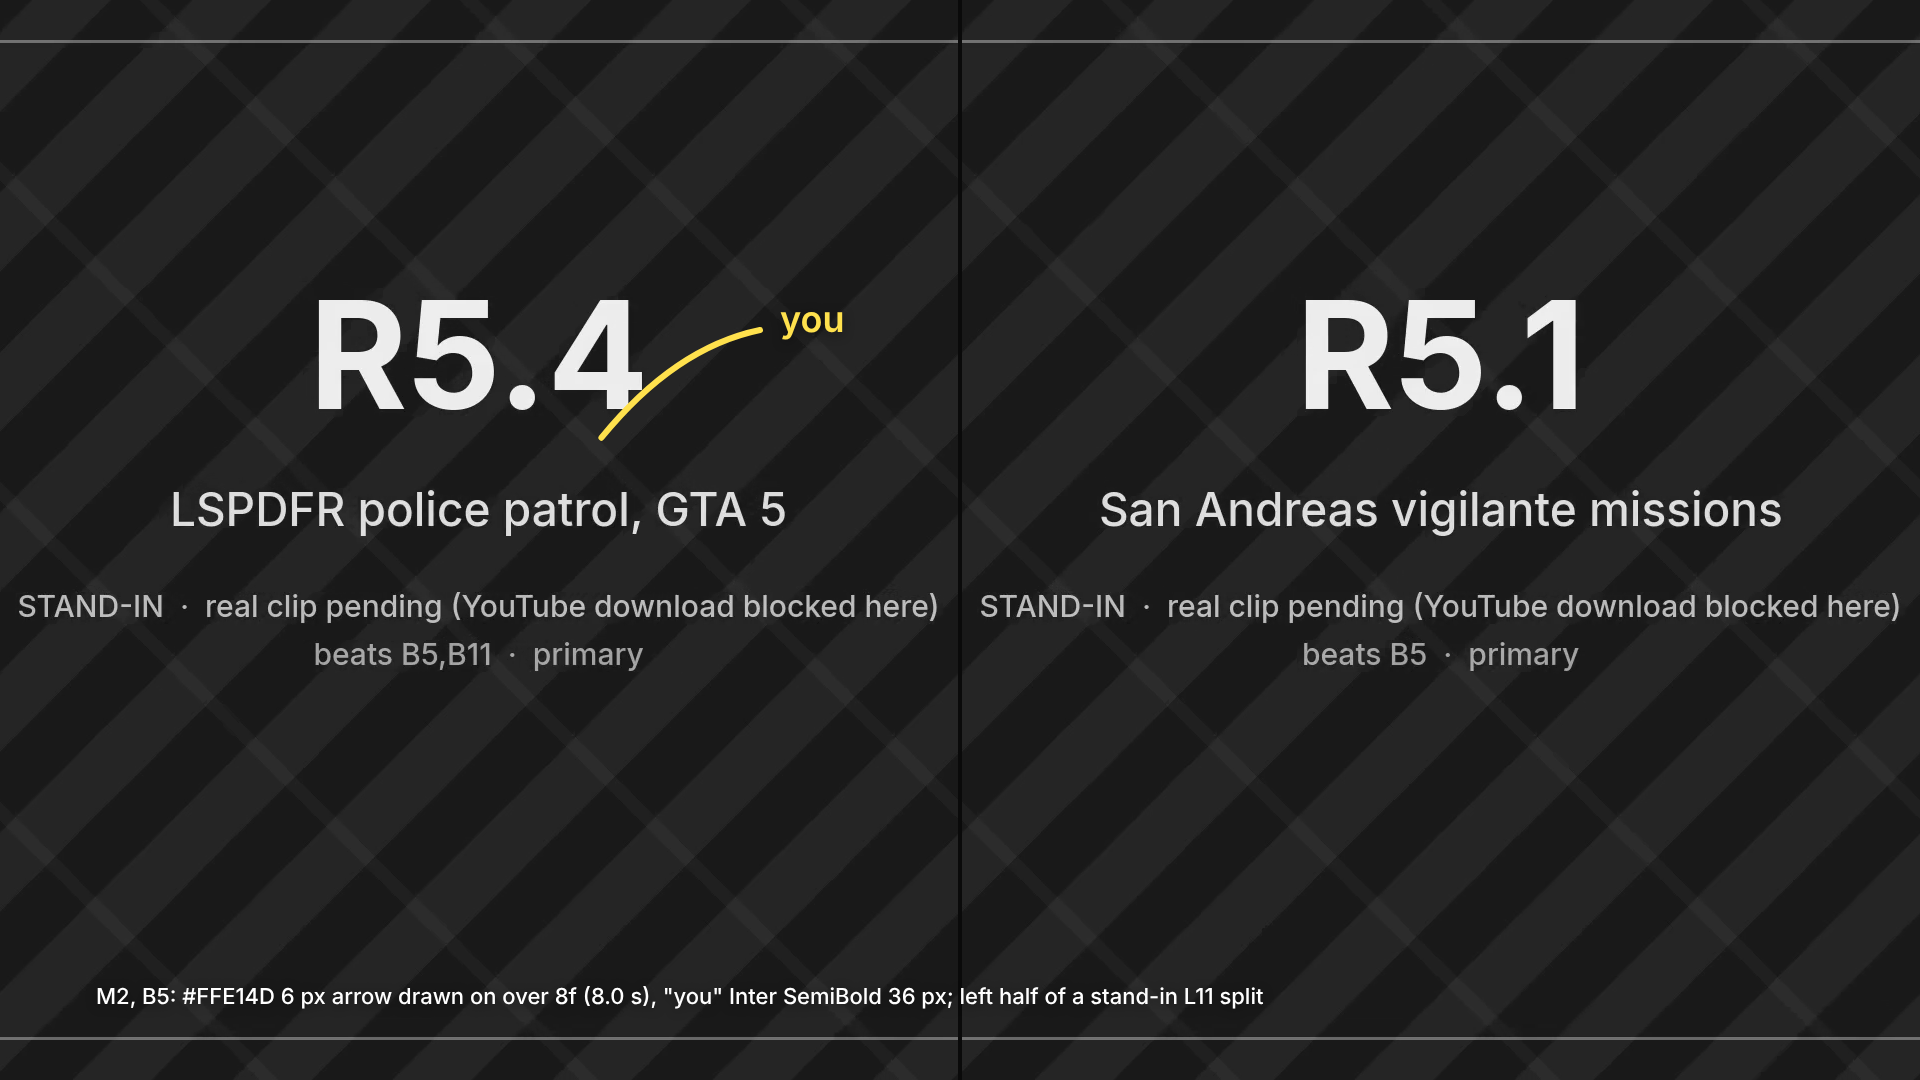 R5.4
you
LSPDFR police patrol, GTA 5
STAND-IN · real clip pending (YouTube download blocked here)
beats B5,B11 · primary
R5.1
San Andreas vigilante missions
STAND-IN · real clip pending (YouTube download blocked here)
beats B5 · primary
M2, B5: #FFE14D 6 px arrow drawn on over 8f (8.0 s), "you" Inter SemiBold 36 px; left half of a stand-in L11 split